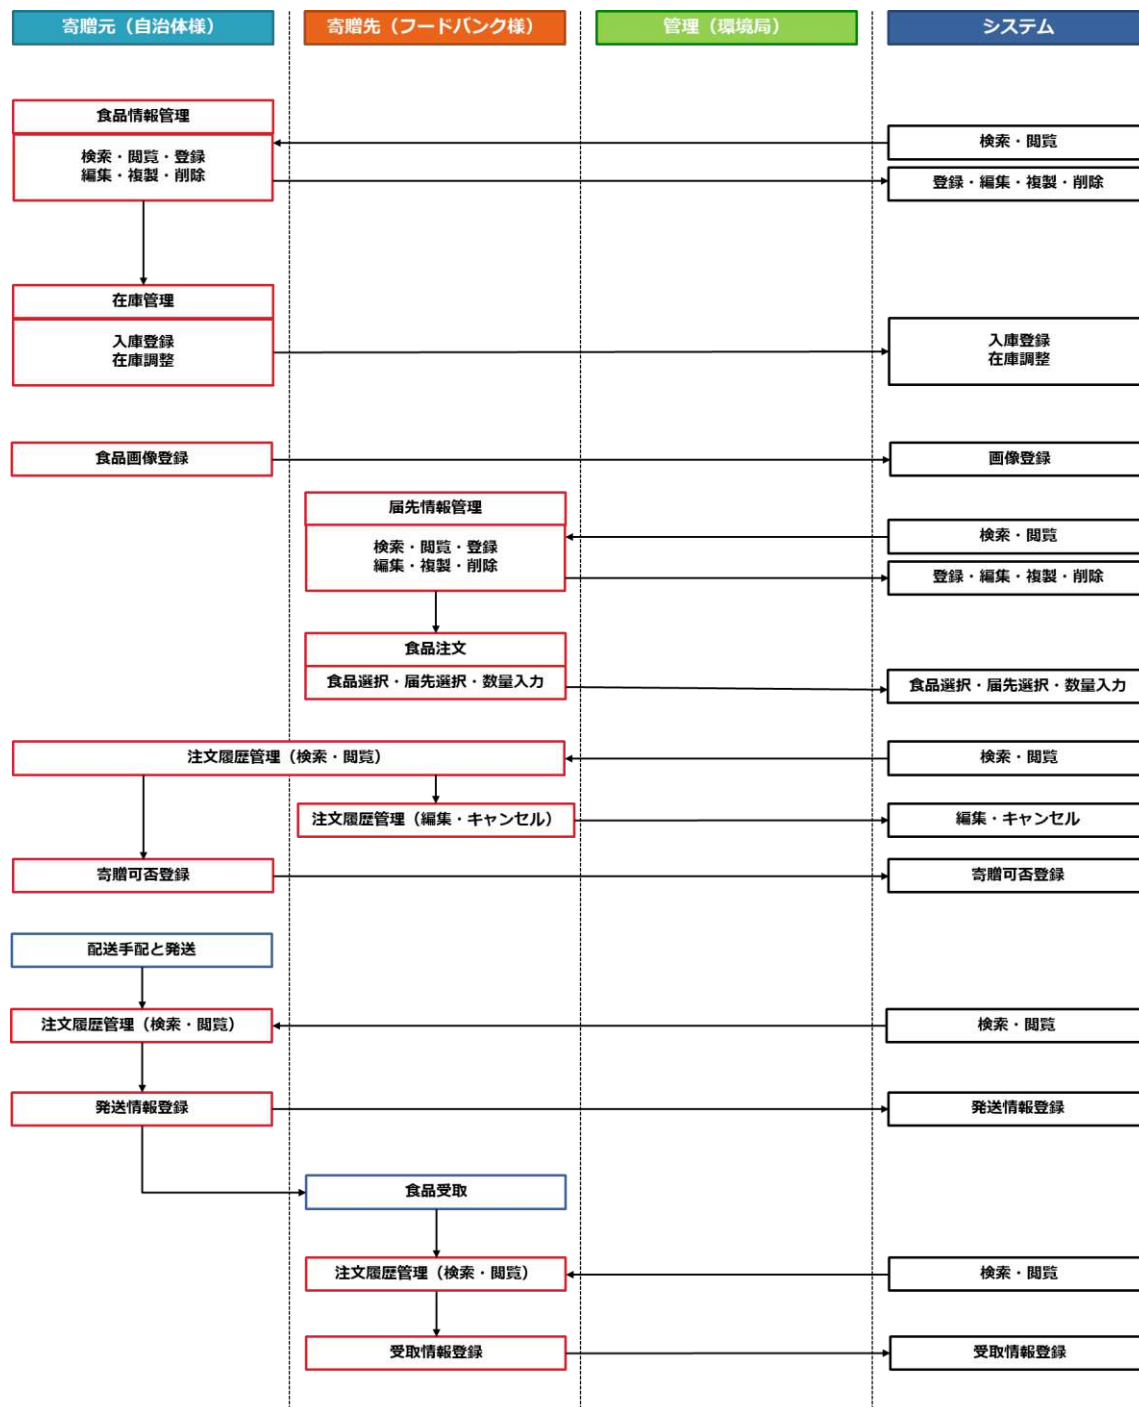 寄贈元（自治体様）
寄贈先（フードバンク様）
管理（環境局）
システム
食品情報管理
検索・閲覧・登録
編集・複製・削除
検索・閲覧
登録・編集・複製・削除
在庫管理
入庫登録
在庫調整
入庫登録
在庫調整
食品画像登録
画像登録
届先情報管理
検索・閲覧・登録
編集・複製・削除
検索・閲覧
登録・編集・複製・削除
食品注文
食品選択・届先選択・数量入力
食品選択・届先選択・数量入力
注文履歴管理（検索・閲覧）
検索・閲覧
注文履歴管理（編集・キャンセル）
編集・キャンセル
寄贈可否登録
寄贈可否登録
配送手配と発送
注文履歴管理（検索・閲覧）
検索・閲覧
発送情報登録
発送情報登録
食品受取
注文履歴管理（検索・閲覧）
検索・閲覧
受取情報登録
受取情報登録